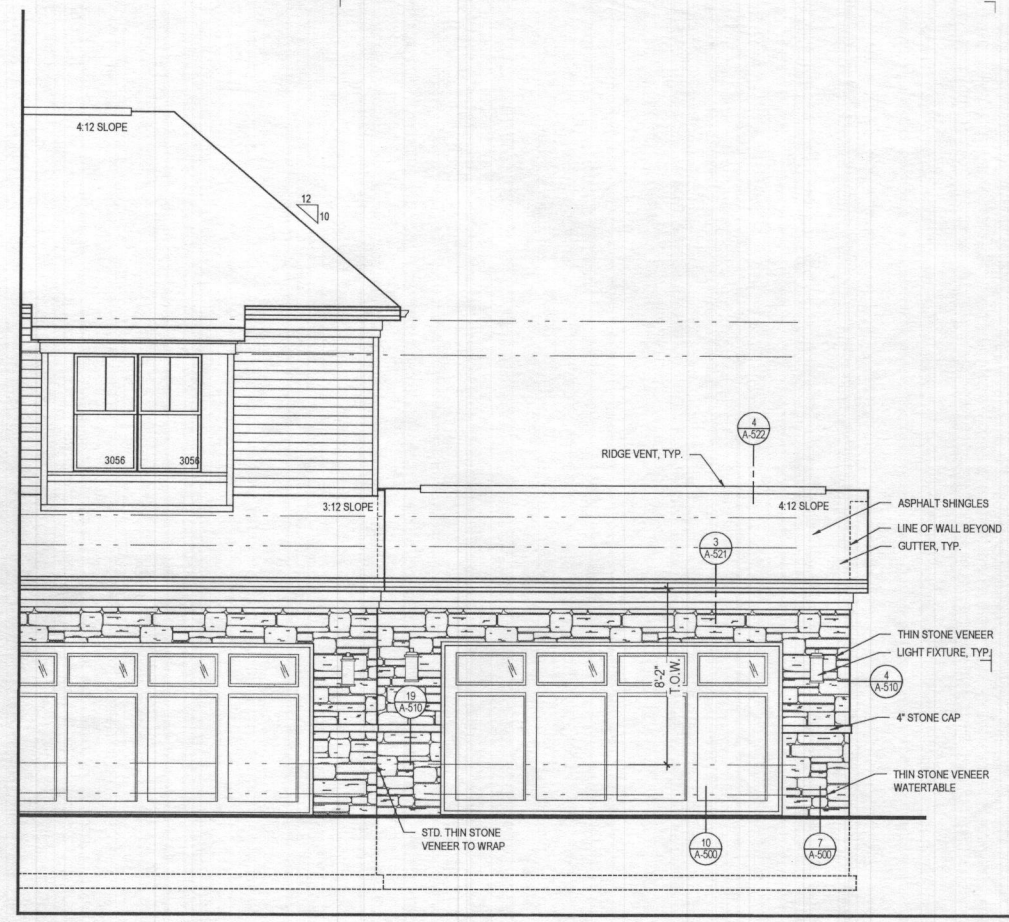 4:12 SLOPE
12
10
3056
3056
4
A-522
RIDGE VENT, TYP.
3:12 SLOPE
4:12 SLOPE
ASPHALT SHINGLES
LINE OF WALL BEYOND
GUTTER, TYP.
3
A-521
THIN STONE VENEER
LIGHT FIXTURE, TYP.
8'-2"
T.O.W.
4
A-510
19
A-510
4" STONE CAP
THIN STONE VENEER
WATERTABLE
STD. THIN STONE
VENEER TO WRAP
10
A-500
7
A-500